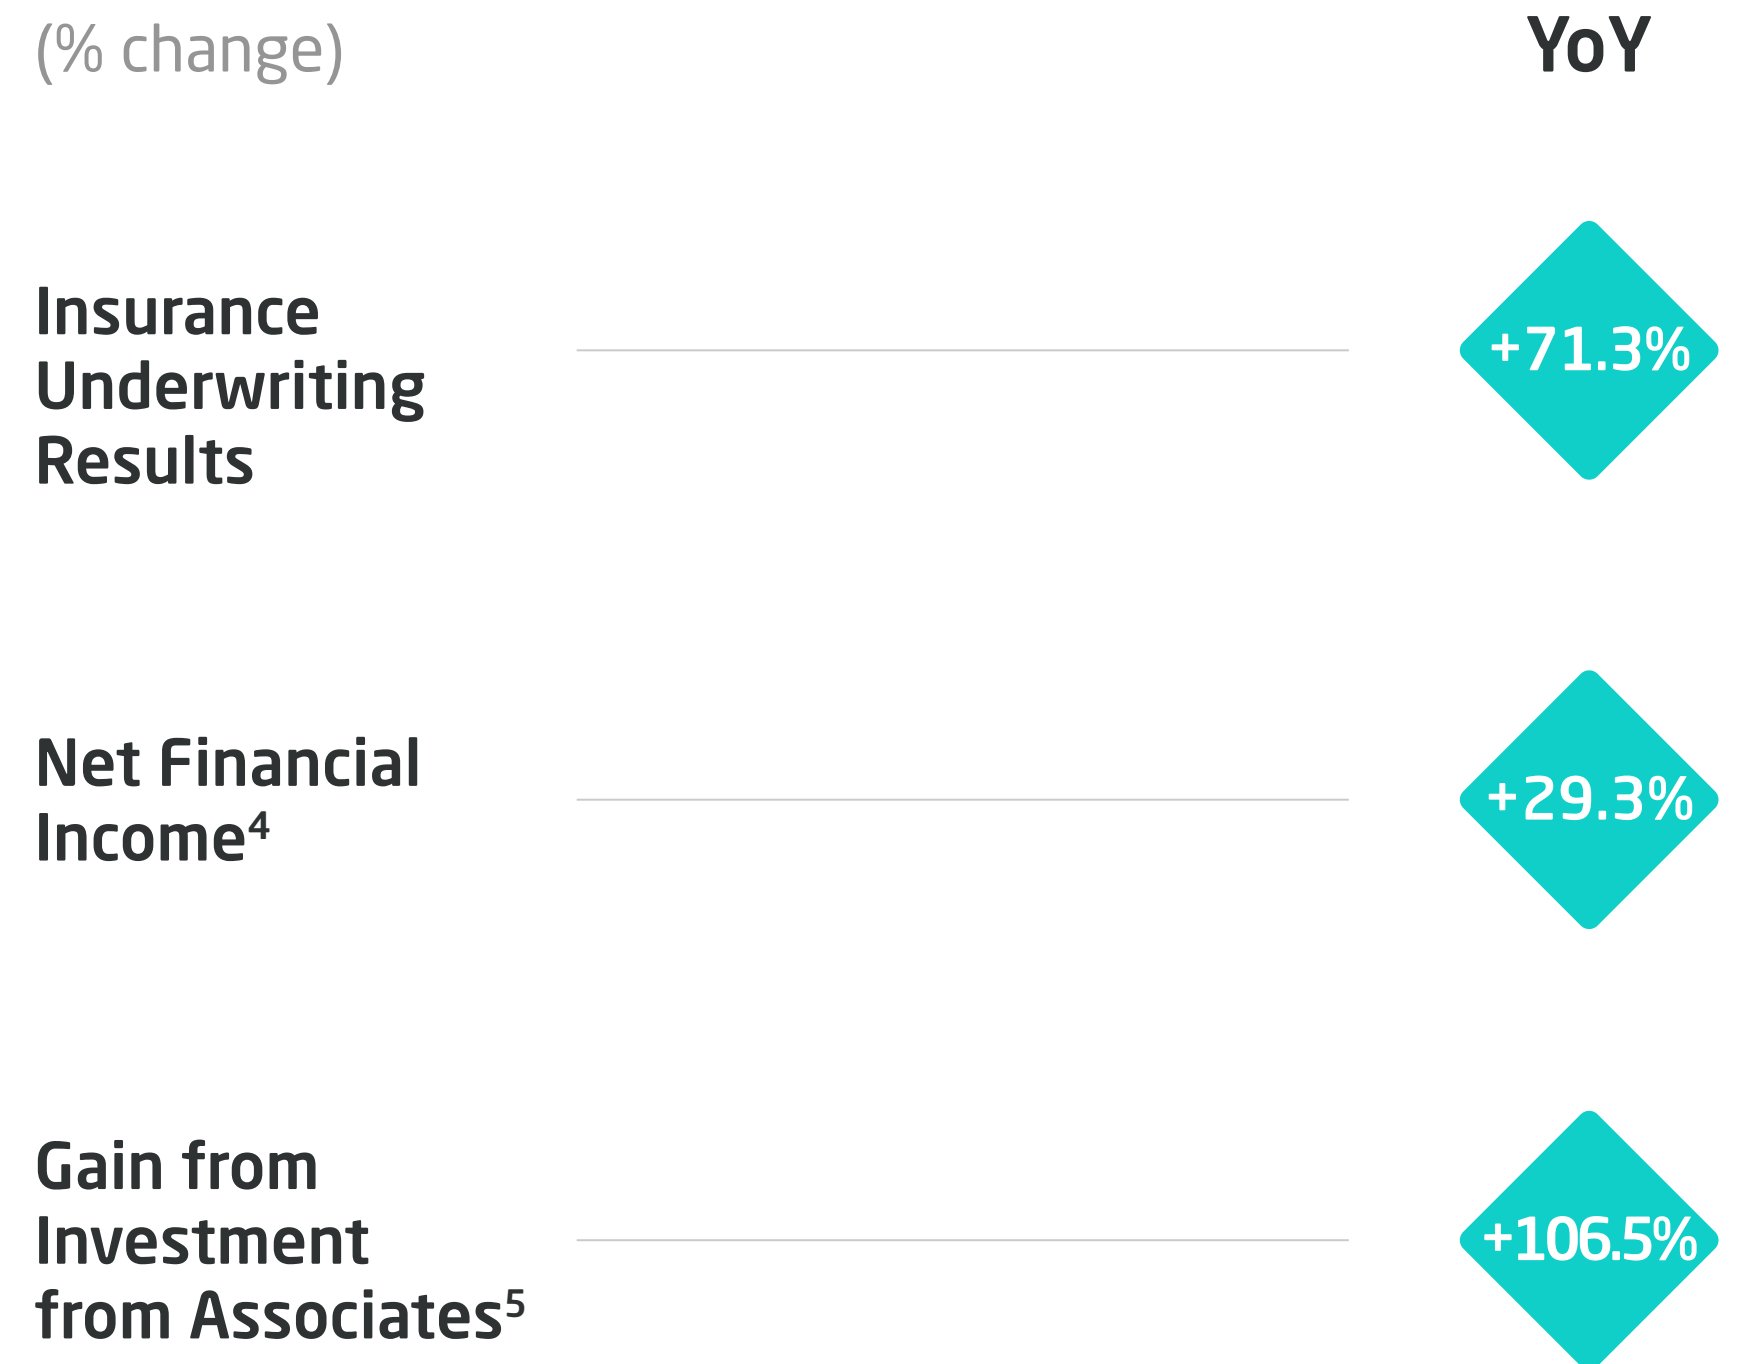 (% change) YoY
Insurance
Underwriting
Results
+71.3%
Net Financial
Income⁴
+29.3%
Gain from
Investment
from Associates⁵
+106.5%